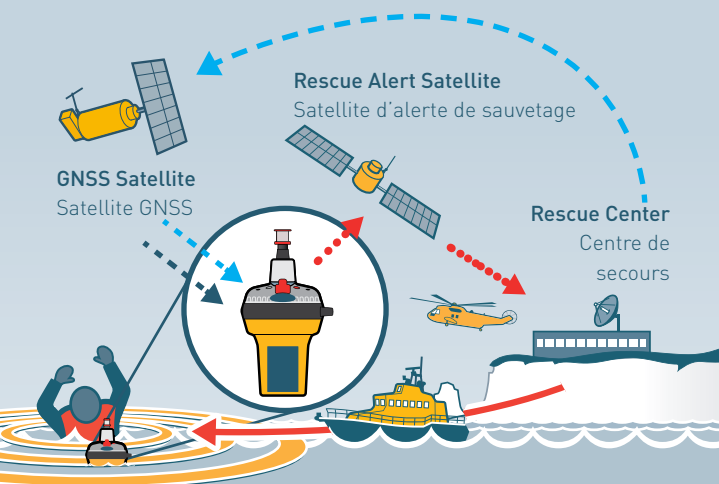 Rescue Alert Satellite
Satellite d'alerte de sauvetage
GNSS Satellite
Satellite GNSS
Rescue Center
Centre de
secours